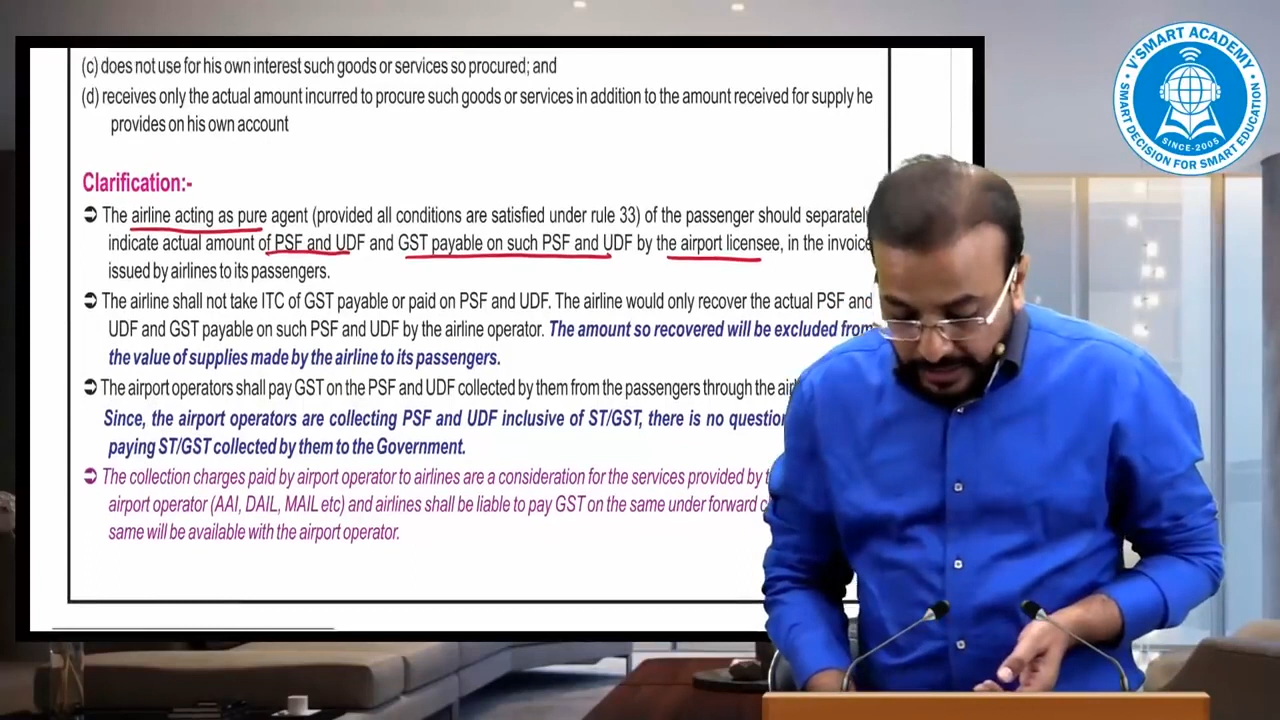 (c) does not use for his own interest such goods or services so procured; and
(d) receives only the actual amount incurred to procure such goods or services in addition to the amount received for supply he
provides on his own account
Clarification:-
The airline acting as pure agent (provided all conditions are satisfied under rule 33) of the passenger should separatel
indicate actual amount of PSF and UDF and GST payable on such PSF and UDF by the airport licensee, in the invoice
issued by airlines to its passengers.
The airline shall not take ITC of GST payable or paid on PSF and UDF. The airline would only recover the actual PSF and
UDF and GST payable on such PSF and UDF by the airline operator. The amount so recovered will be excluded from
the value of supplies made by the airline to its passengers.
The airport operators shall pay GST on the PSF and UDF collected by them from the passengers through the
Since, the airport operators are collecting PSF and UDF inclusive of ST/GST, there is no question
paying ST/GST collected by them to the Government.
The collection charges paid by airport operator to airlines are a consideration for the services provided by
airport operator (AAI, DAIL, MAIL etc) and airlines shall be liable to pay GST on the same under forward
same will be available with the airport operator.
V'SMART ACADEMY
SINCE-2005
SMART DECISION FOR SMART EDUCATION